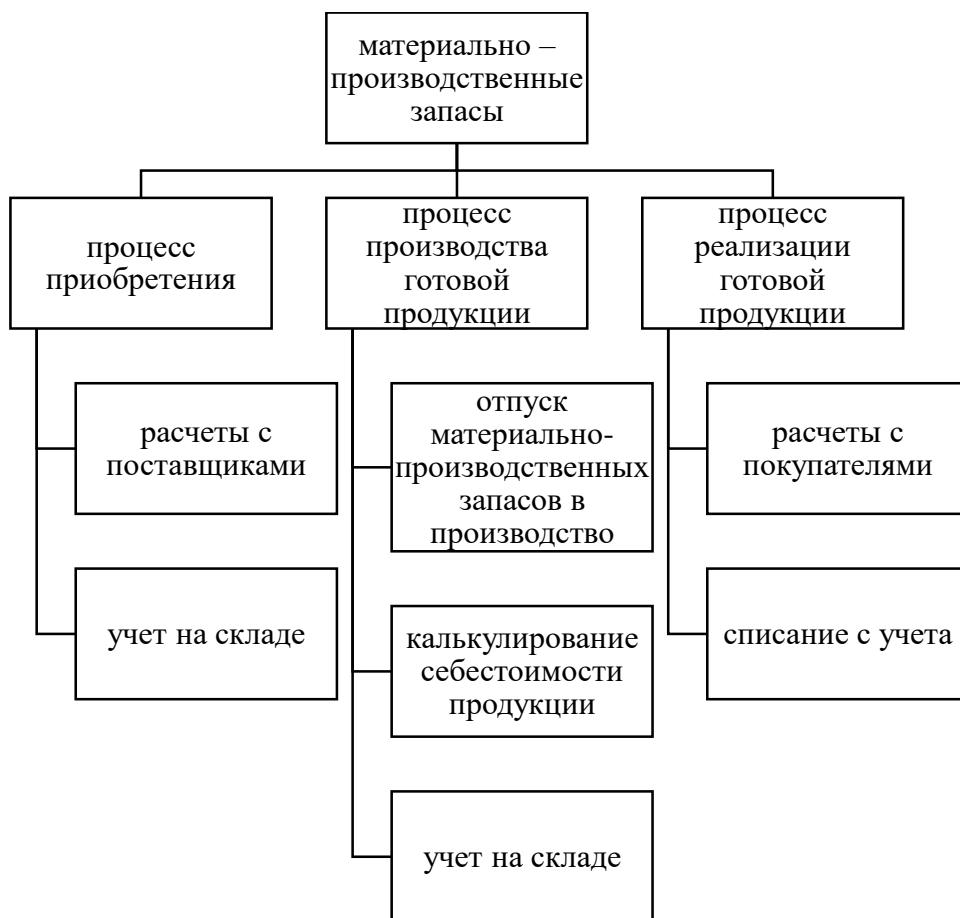 материально –
производственные
запасы
процесс
приобретения
расчеты с
поставщиками
учет на складе
процесс
производства
готовой
продукции
отпуск
материально-
производственных
запасов в
производство
калькулирование
себестоимости
продукции
учет на складе
процесс
реализации
готовой
продукции
расчеты с
покупателями
списание с учета